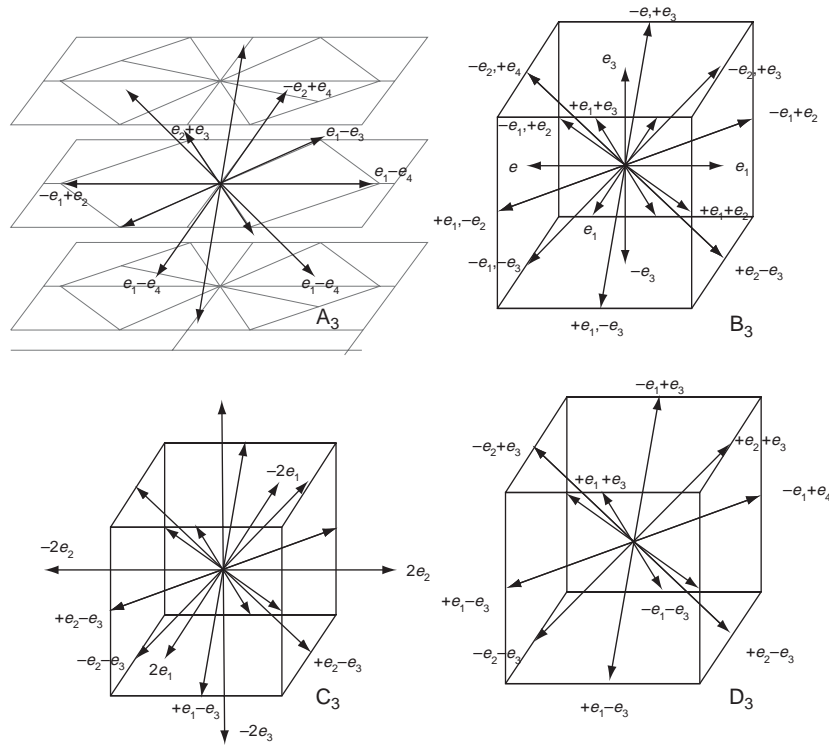 −e,+e₃
−e₂+e₄
e₂+e₃
e₁−e₃
e₁−e₄
−e₁+e₂
e₁−e₄
e₁−e₄
A₃
−e₂,+e₄
e₃
−e₂,+e₃
+e₁+e₃
−e₁,+e₂
−e₁+e₂
e
e₁
+e₁,−e₂
e₁
+e₁+e₂
−e₁,−e₃
−e₃
+e₂−e₃
+e₁,−e₃
B₃
−2e₁
−2e₂
2e₂
+e₂−e₃
−e₂−e₃
2e₁
+e₂−e₃
+e₁−e₃
−2e₃
C₃
−e₁+e₃
−e₂+e₃
+e₂+e₃
+e₁+e₃
−e₁+e₄
+e₁−e₃
−e₁−e₃
−e₂−e₃
+e₂−e₃
+e₁−e₃
D₃